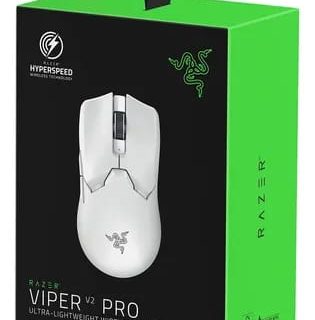 RAZER
HYPERSPEED
WIRELESS TECHNOLOGY
RAZER
VIPER V2 PRO
ULTRA-LIGHTWEIGHT
RAZER